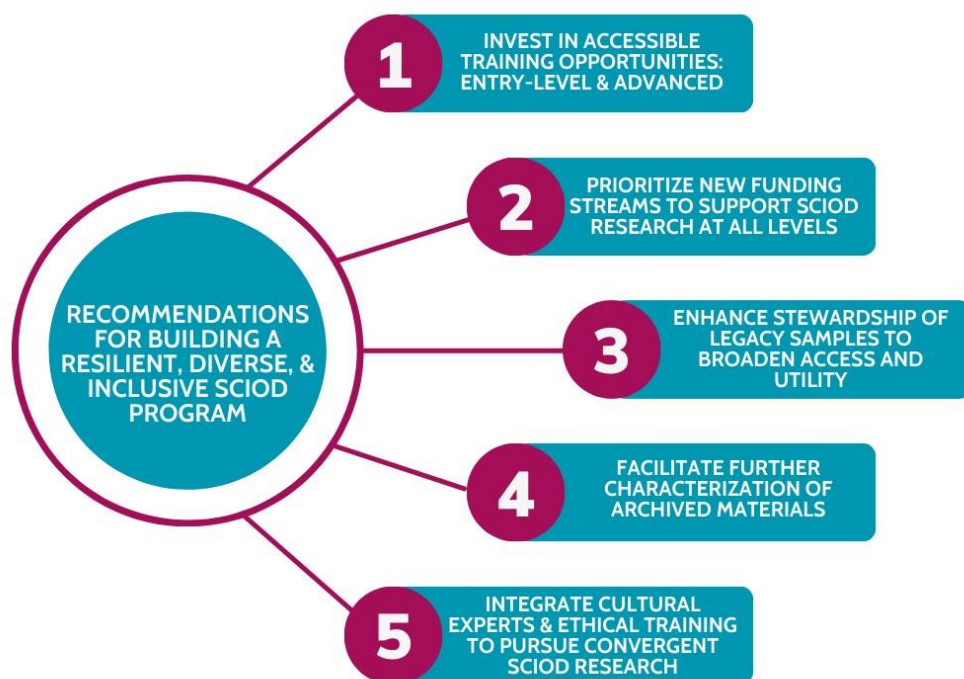 1
INVEST IN ACCESSIBLE
TRAINING OPPORTUNITIES:
ENTRY-LEVEL & ADVANCED
2
PRIORITIZE NEW FUNDING
STREAMS TO SUPPORT SCIOD
RESEARCH AT ALL LEVELS
RECOMMENDATIONS
FOR BUILDING A
RESILIENT, DIVERSE, &
INCLUSIVE SCIOD
PROGRAM
3
ENHANCE STEWARDSHIP OF
LEGACY SAMPLES TO
BROADEN ACCESS AND
UTILITY
4
FACILITATE FURTHER
CHARACTERIZATION OF
ARCHIVED MATERIALS
5
INTEGRATE CULTURAL
EXPERTS & ETHICAL TRAINING
TO PURSUE CONVERGENT
SCIOD RESEARCH